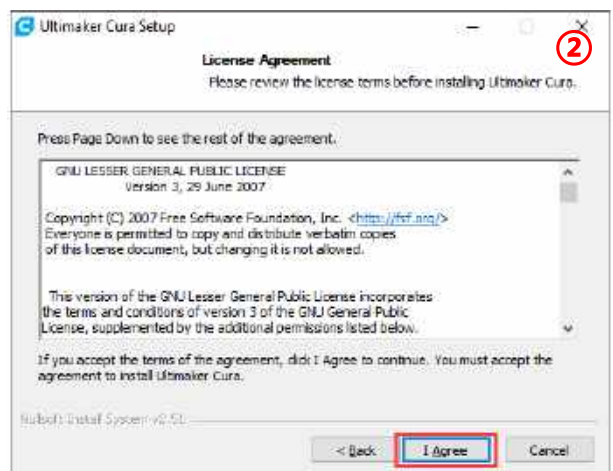 Ultimaker Cura Setup
②
License Agreement
Please review the license terms before installing Ultimaker Cura.
Press Page Down to see the rest of the agreement.
GNU LESSER GENERAL PUBLIC LICENSE
Version 3, 29 June 2007
Copyright (C) 2007 Free Software Foundation, Inc. <http://fsf.org/>
Everyone is permitted to copy and distribute verbatim copies
of this license document, but changing it is not allowed.
This version of the GNU Lesser General Public License incorporates
the terms and conditions of version 3 of the GNU General Public
License, supplemented by the additional permissions listed below.
If you accept the terms of the agreement, click I Agree to continue. You must accept the
agreement to install Ultimaker Cura.
Nullsoft Install System v2.51
< Back I Agree Cancel